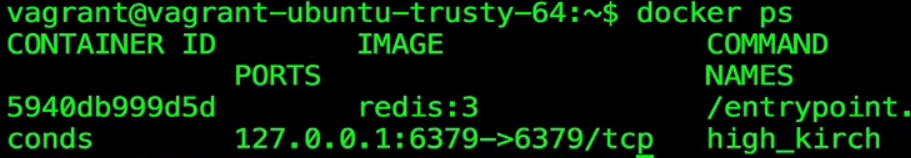 vagrant@vagrant-ubuntu-trusty-64:~$ docker ps
CONTAINER ID IMAGE COMMAND
PORTS NAMES
5940db999d5d redis:3 /entrypoint.
conds 127.0.0.1:6379->6379/tcp high_kirch